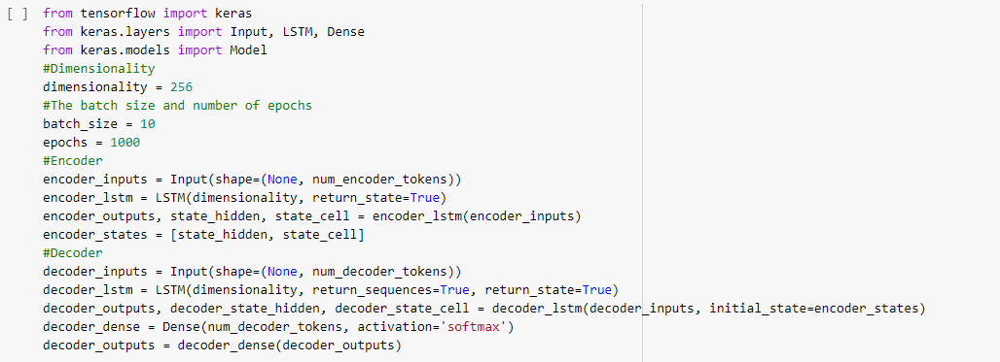 [ ] from tensorflow import keras
from keras.layers import Input, LSTM, Dense
from keras.models import Model
#Dimensionality
dimensionality = 256
#The batch size and number of epochs
batch_size = 10
epochs = 1000
#Encoder
encoder_inputs = Input(shape=(None, num_encoder_tokens))
encoder_lstm = LSTM(dimensionality, return_state=True)
encoder_outputs, state_hidden, state_cell = encoder_lstm(encoder_inputs)
encoder_states = [state_hidden, state_cell]
#Decoder
decoder_inputs = Input(shape=(None, num_decoder_tokens))
decoder_lstm = LSTM(dimensionality, return_sequences=True, return_state=True)
decoder_outputs, decoder_state_hidden, decoder_state_cell = decoder_lstm(decoder_inputs, initial_state=encoder_states)
decoder_dense = Dense(num_decoder_tokens, activation='softmax')
decoder_outputs = decoder_dense(decoder_outputs)